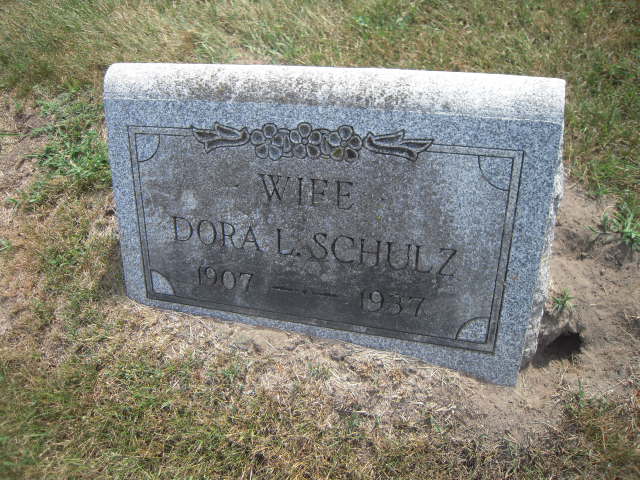 WIFE
DORA L. SCHULZ
1907 —·— 1937